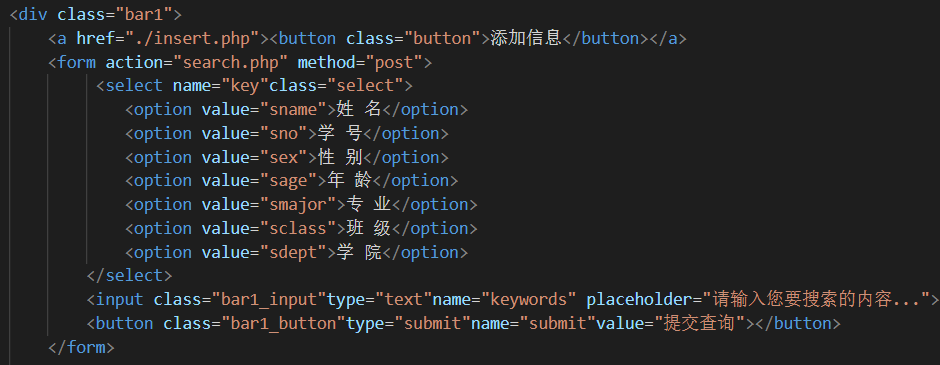 <div class="bar1">
<a href="./insert.php"><button class="button">添加信息</button></a>
<form action="search.php" method="post">
<select name="key"class="select">
<option value="sname">姓 名</option>
<option value="sno">学 号</option>
<option value="sex">性 别</option>
<option value="sage">年 龄</option>
<option value="smajor">专 业</option>
<option value="sclass">班 级</option>
<option value="sdept">学 院</option>
</select>
<input class="bar1_input"type="text"name="keywords" placeholder="请输入您要搜索的内容...">
<button class="bar1_button"type="submit"name="submit"value="提交查询"></button>
</form>